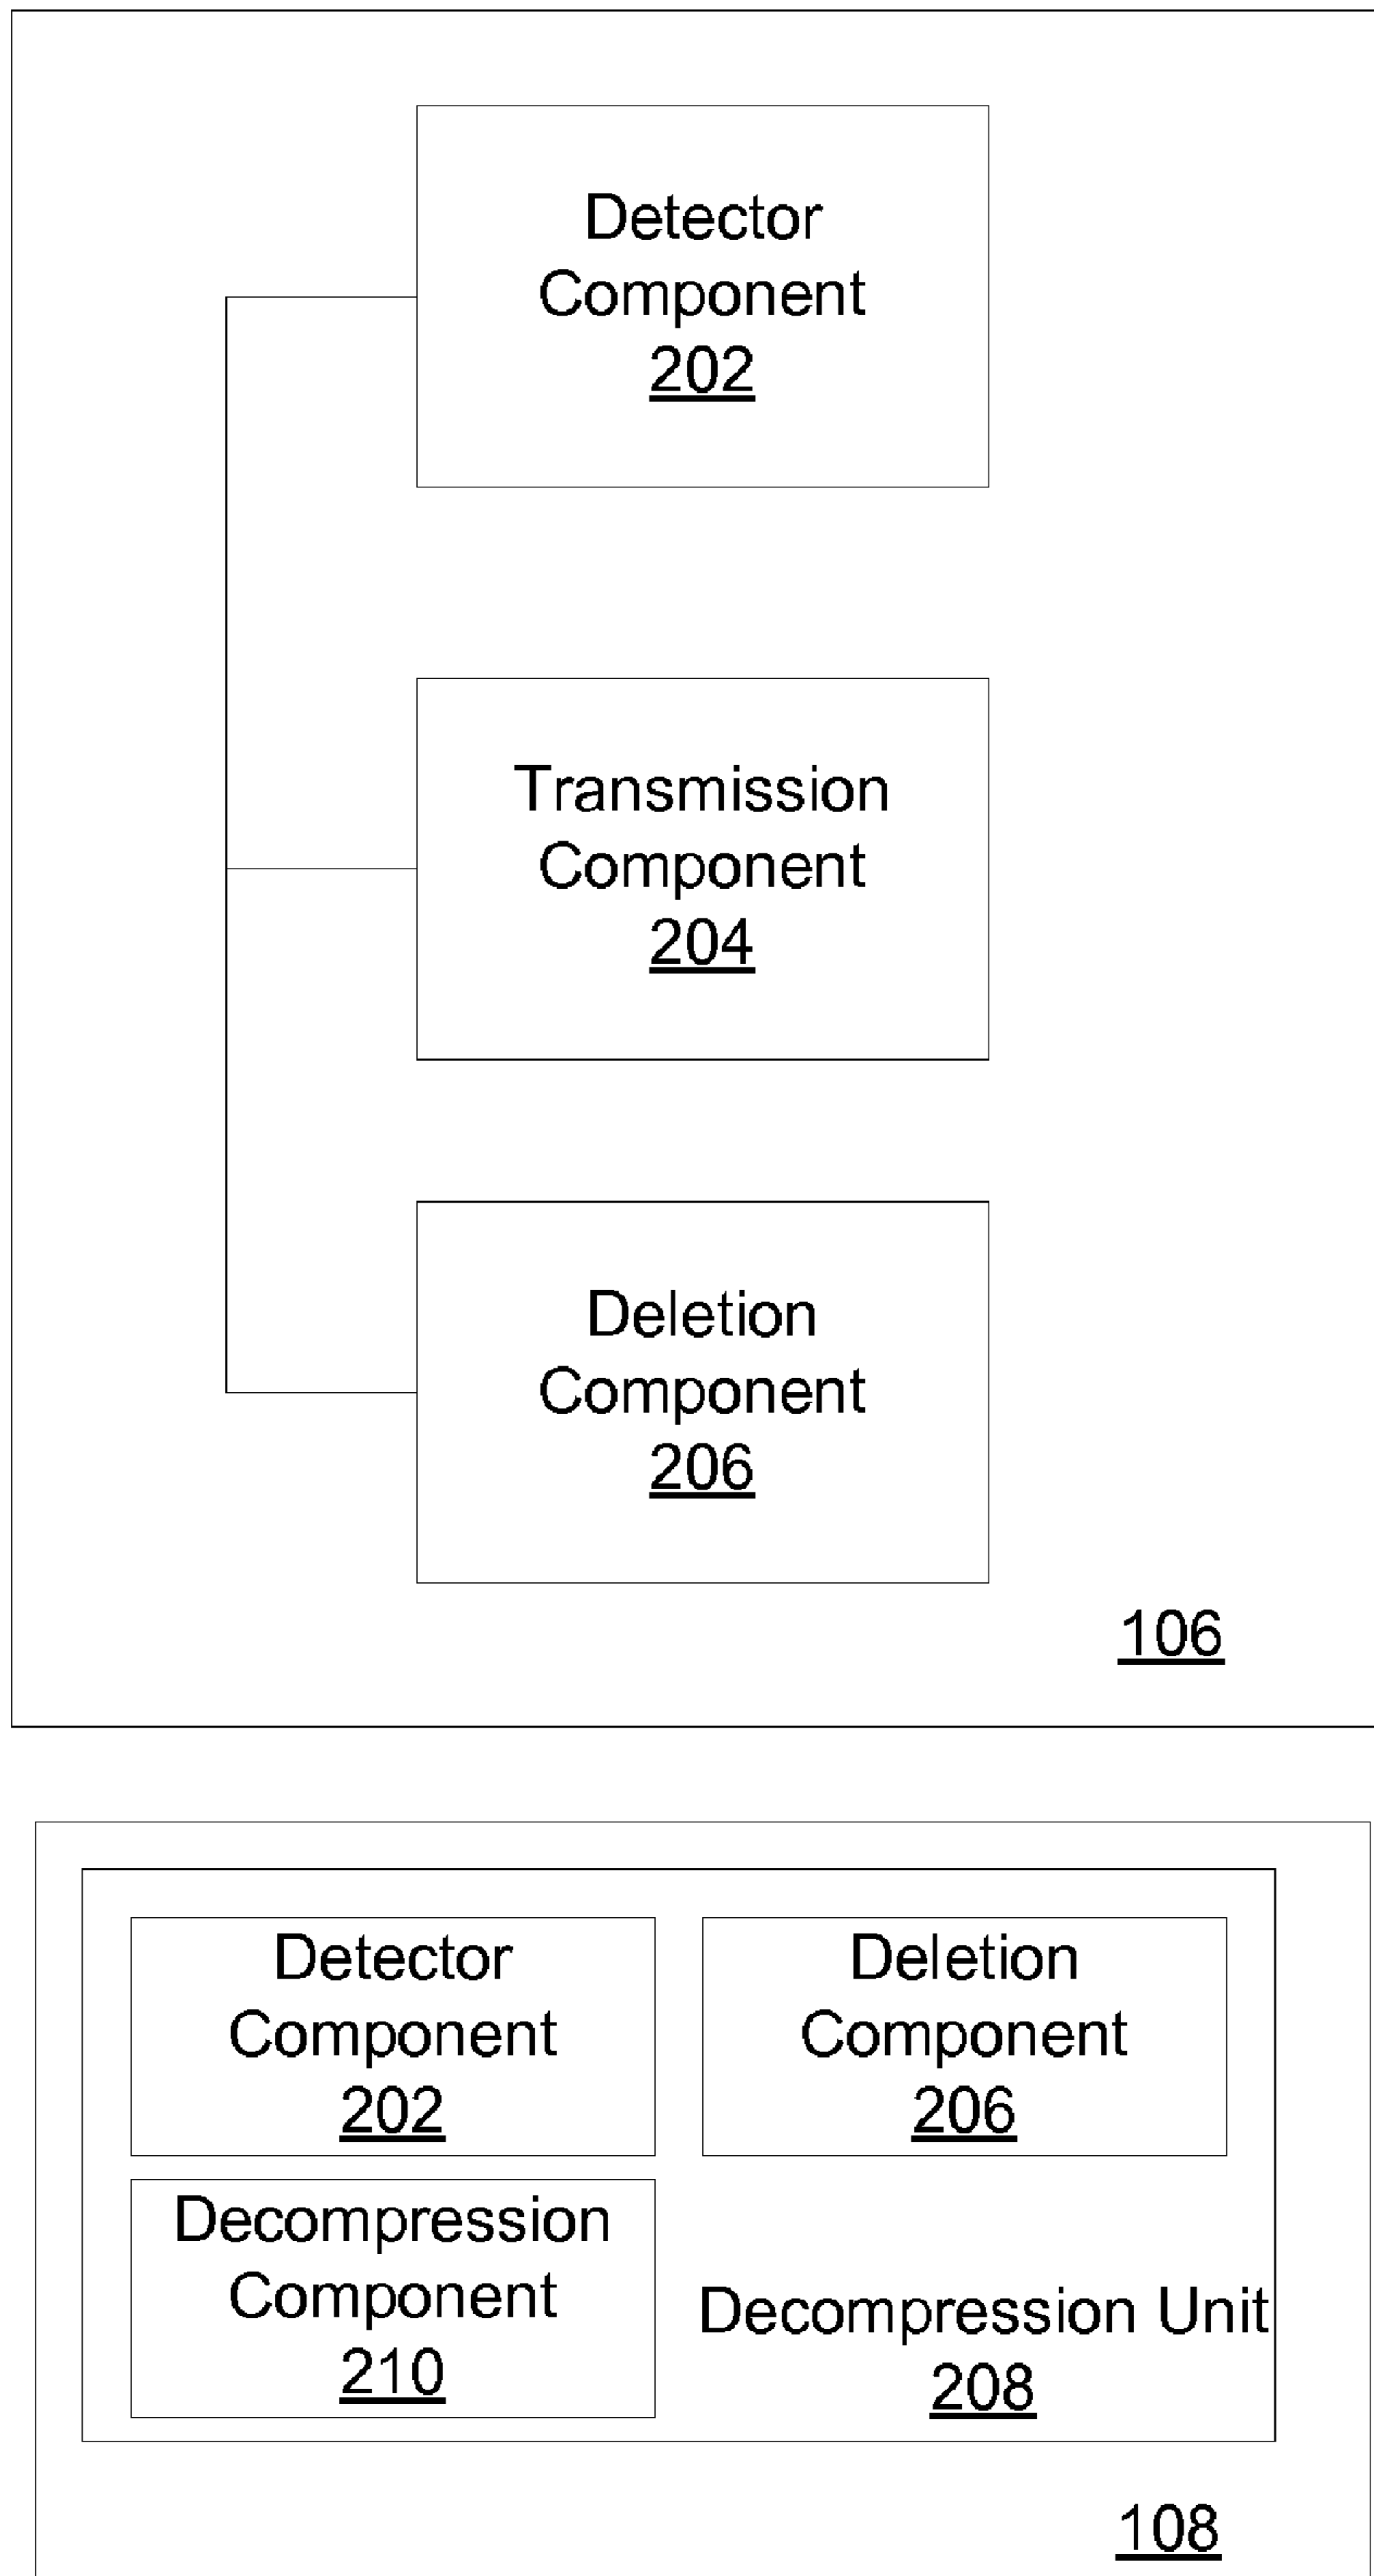 Detector
Component
202
Transmission
Component
204
Deletion
Component
206
106
Detector
Component
202
Deletion
Component
206
Decompression
Component
210
Decompression Unit
208
108